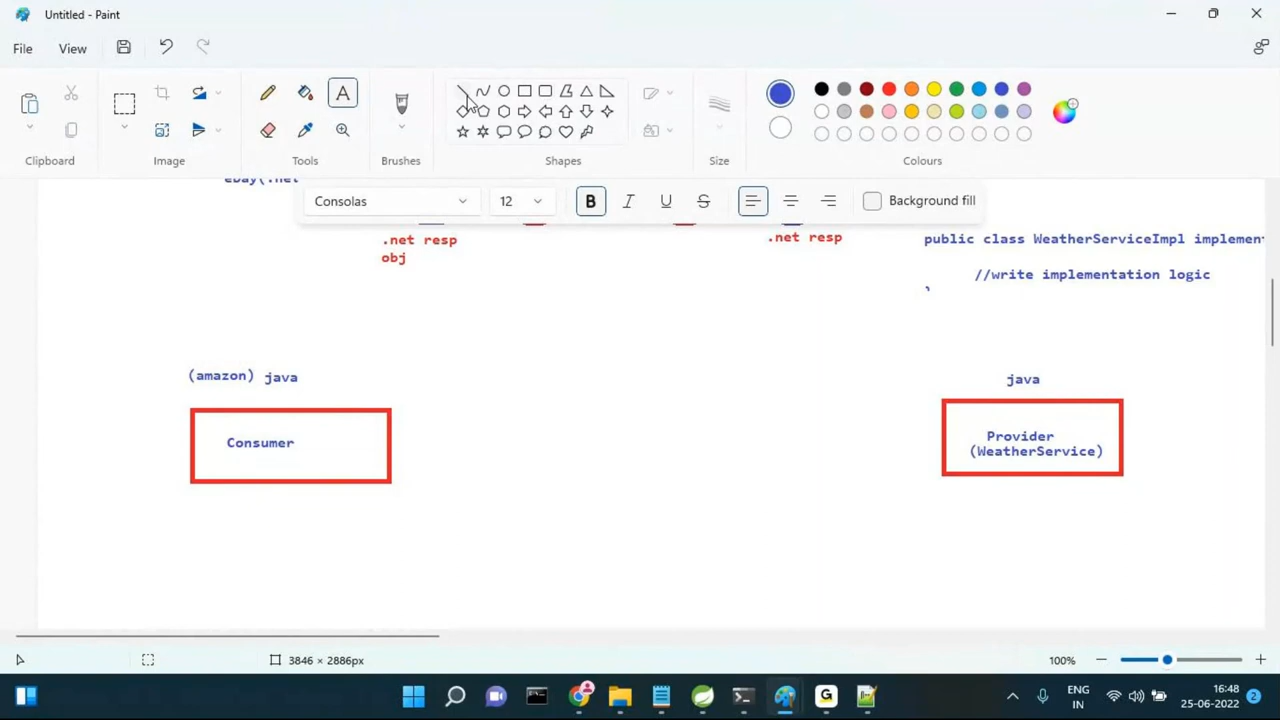 Untitled - Paint
File
View
Clipboard
Image
Tools
Brushes
Shapes
Size
Colours
Consolas
12
B
I
U
S
Background fill
ebay(.net
.net resp
obj
.net resp
public class WeatherServiceImpl implement
//write implementation logic
(amazon) java
Consumer
java
Provider
(WeatherService)
3846 × 2886px
100%
ENG
IN
16:48
25-06-2022
2